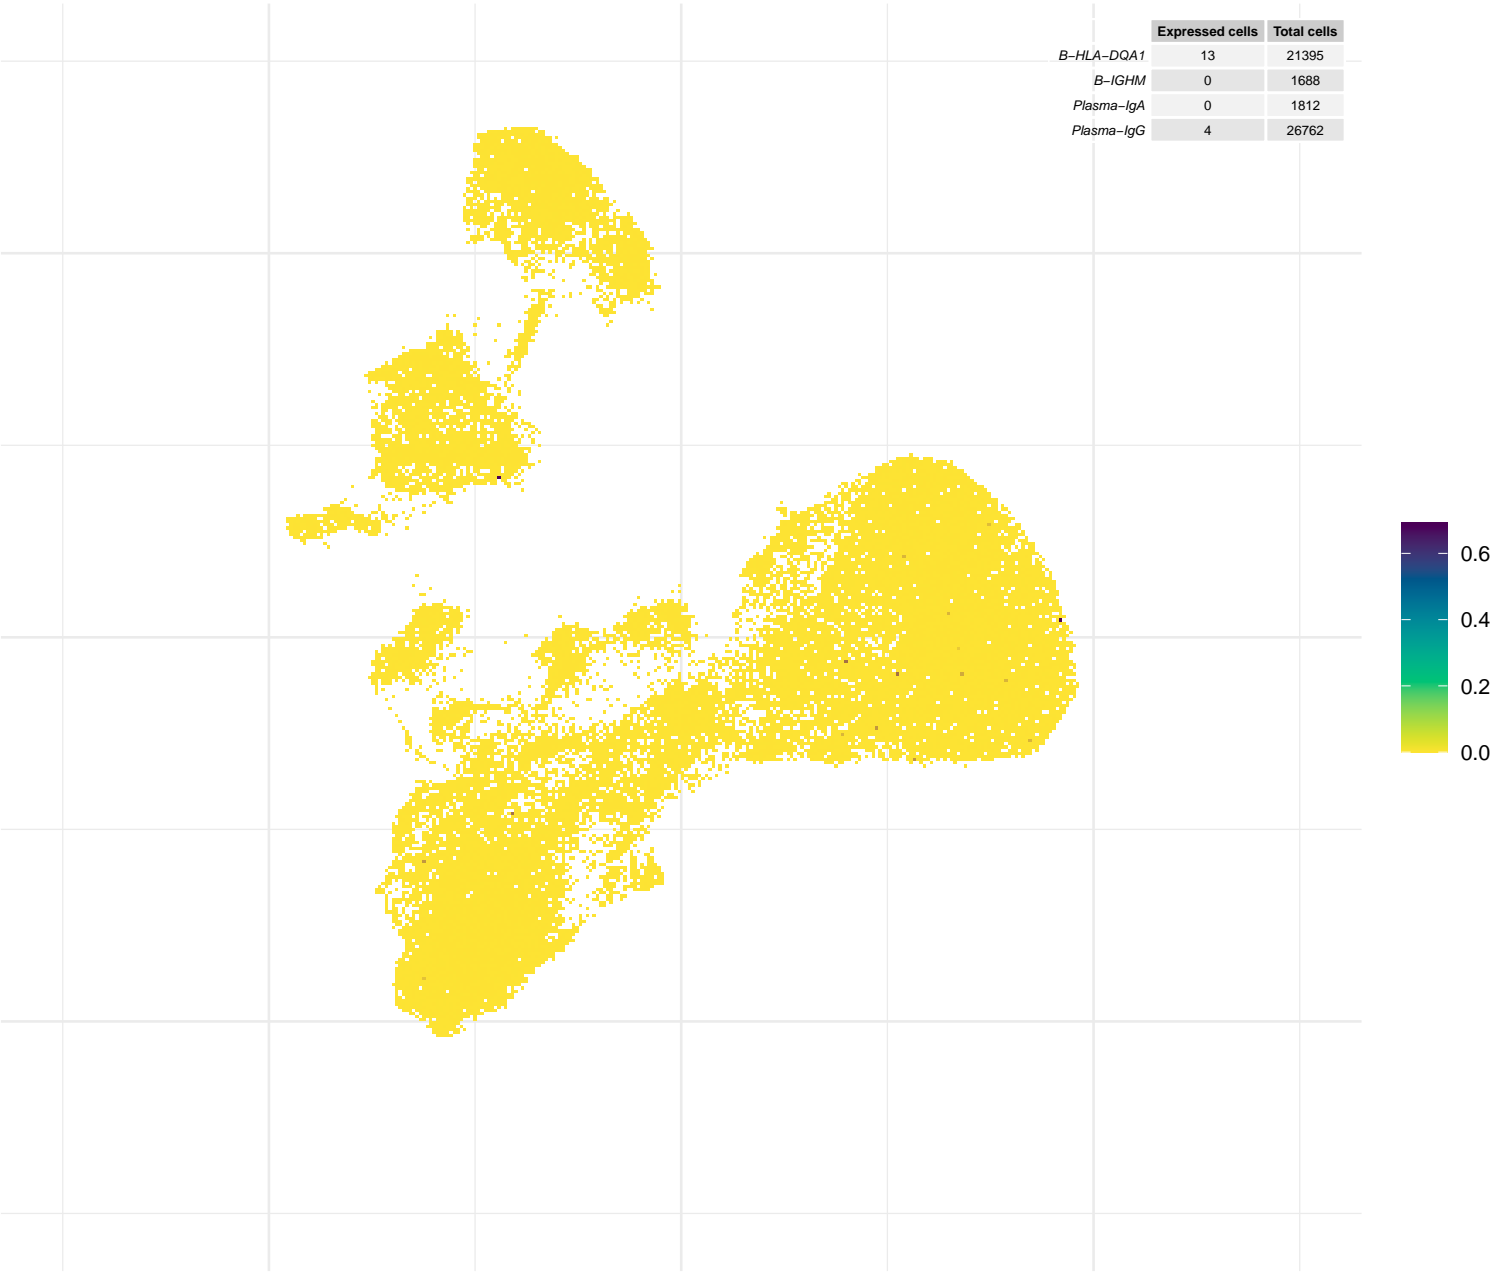 Expressed cells Total cells
B−HLA−DQA1 13 21395
B−IGHM 0 1688
Plasma−IgA 0 1812
Plasma−IgG 4 26762
0.6
0.4
0.2
0.0